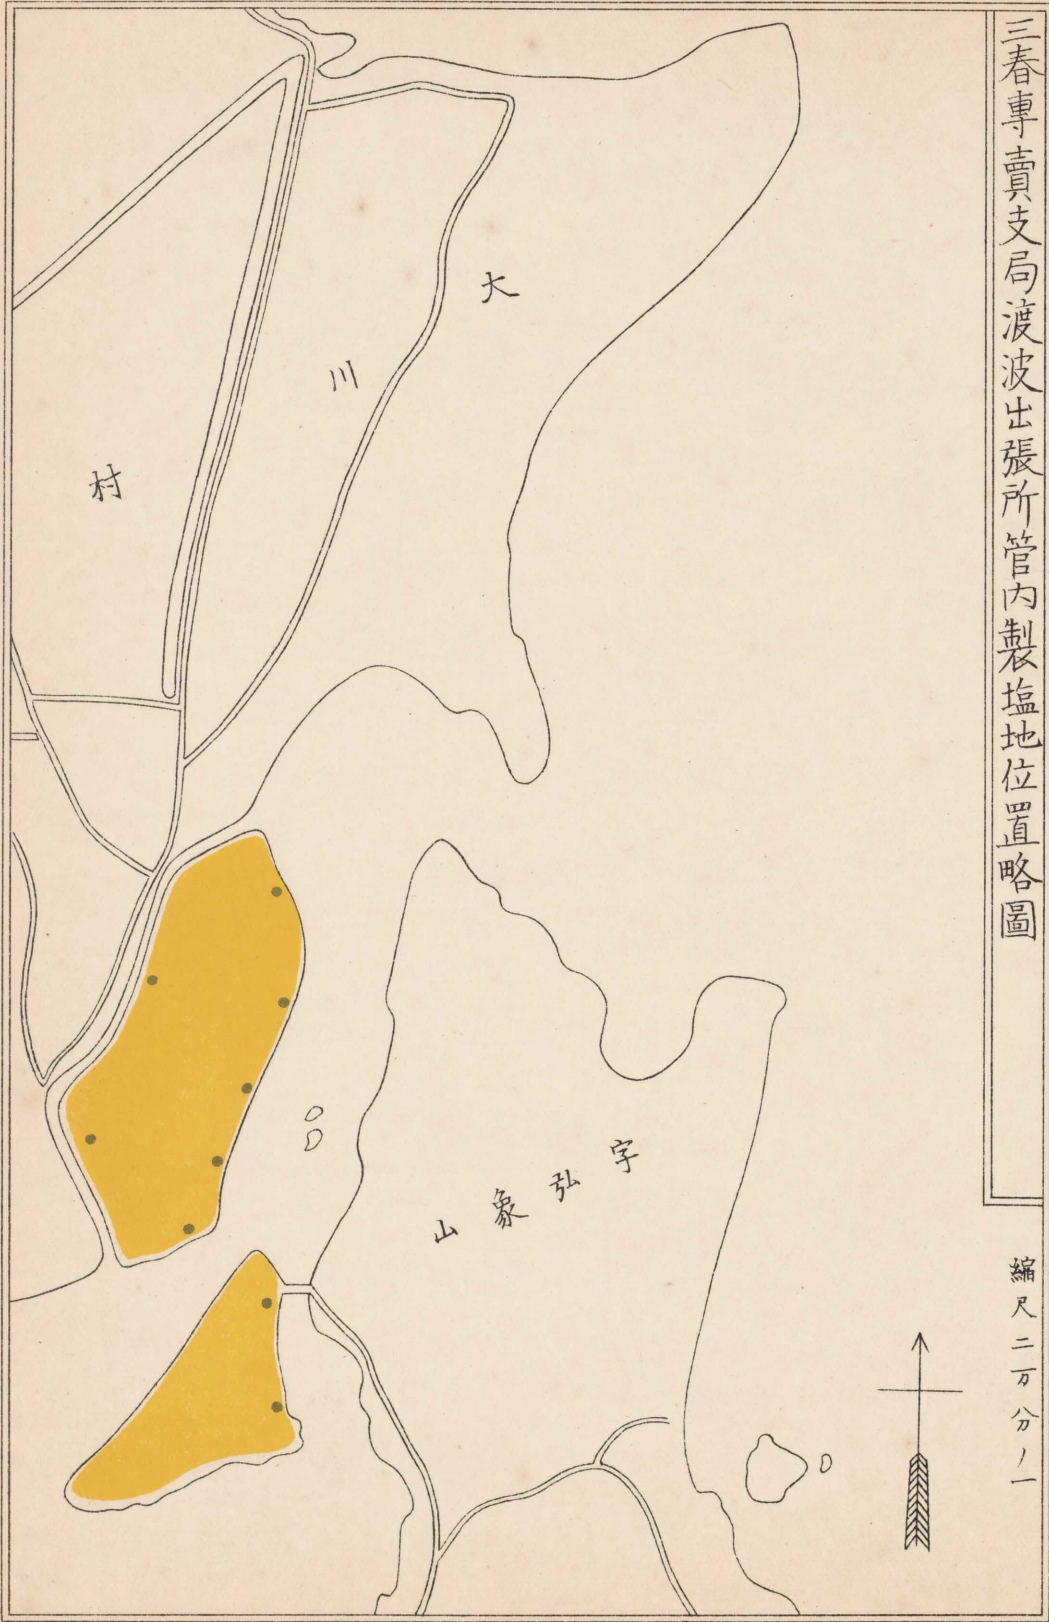 三春專賣支局渡波出張所管内製塩地位置略圖
縮尺二万分ノ一
大川村
字弘象山